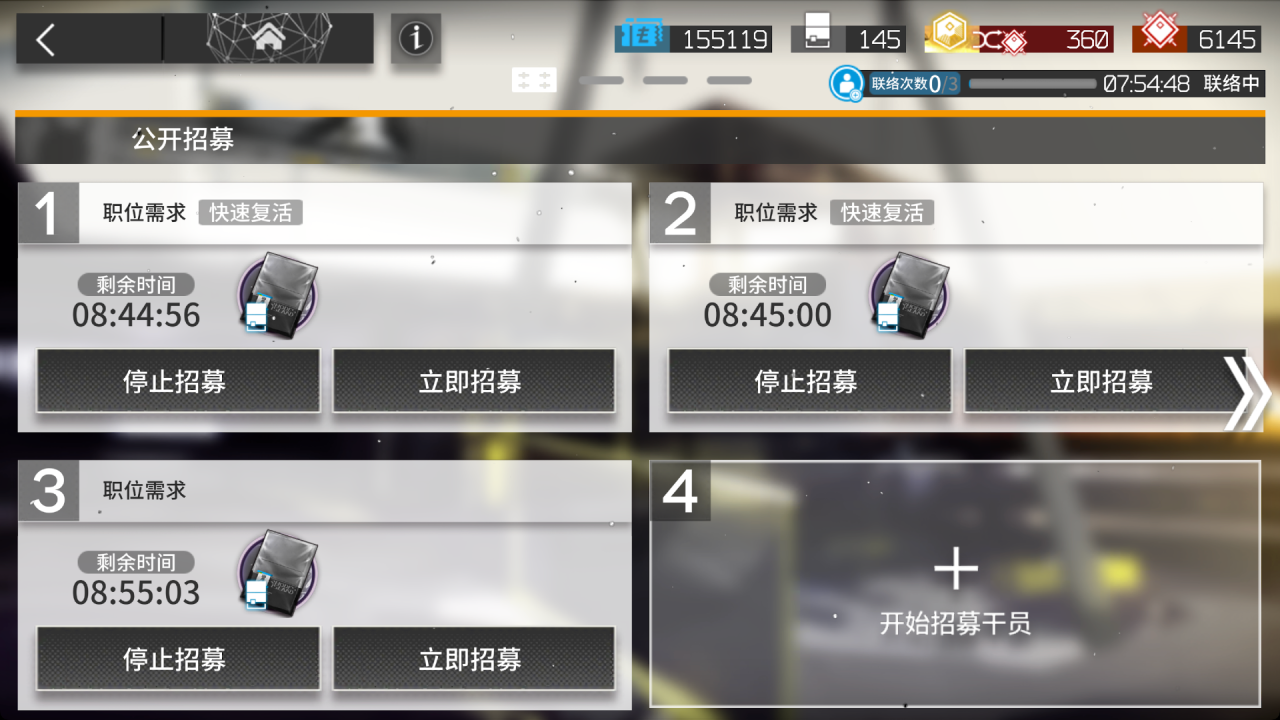 155119
145
360
6145
联络次数0/3
07:54:48 联络中
公开招募
1
职位需求 快速复活
剩余时间
08:44:56
停止招募 立即招募
2
职位需求 快速复活
剩余时间
08:45:00
停止招募 立即招募
3
职位需求
剩余时间
08:55:03
停止招募 立即招募
4
开始招募干员